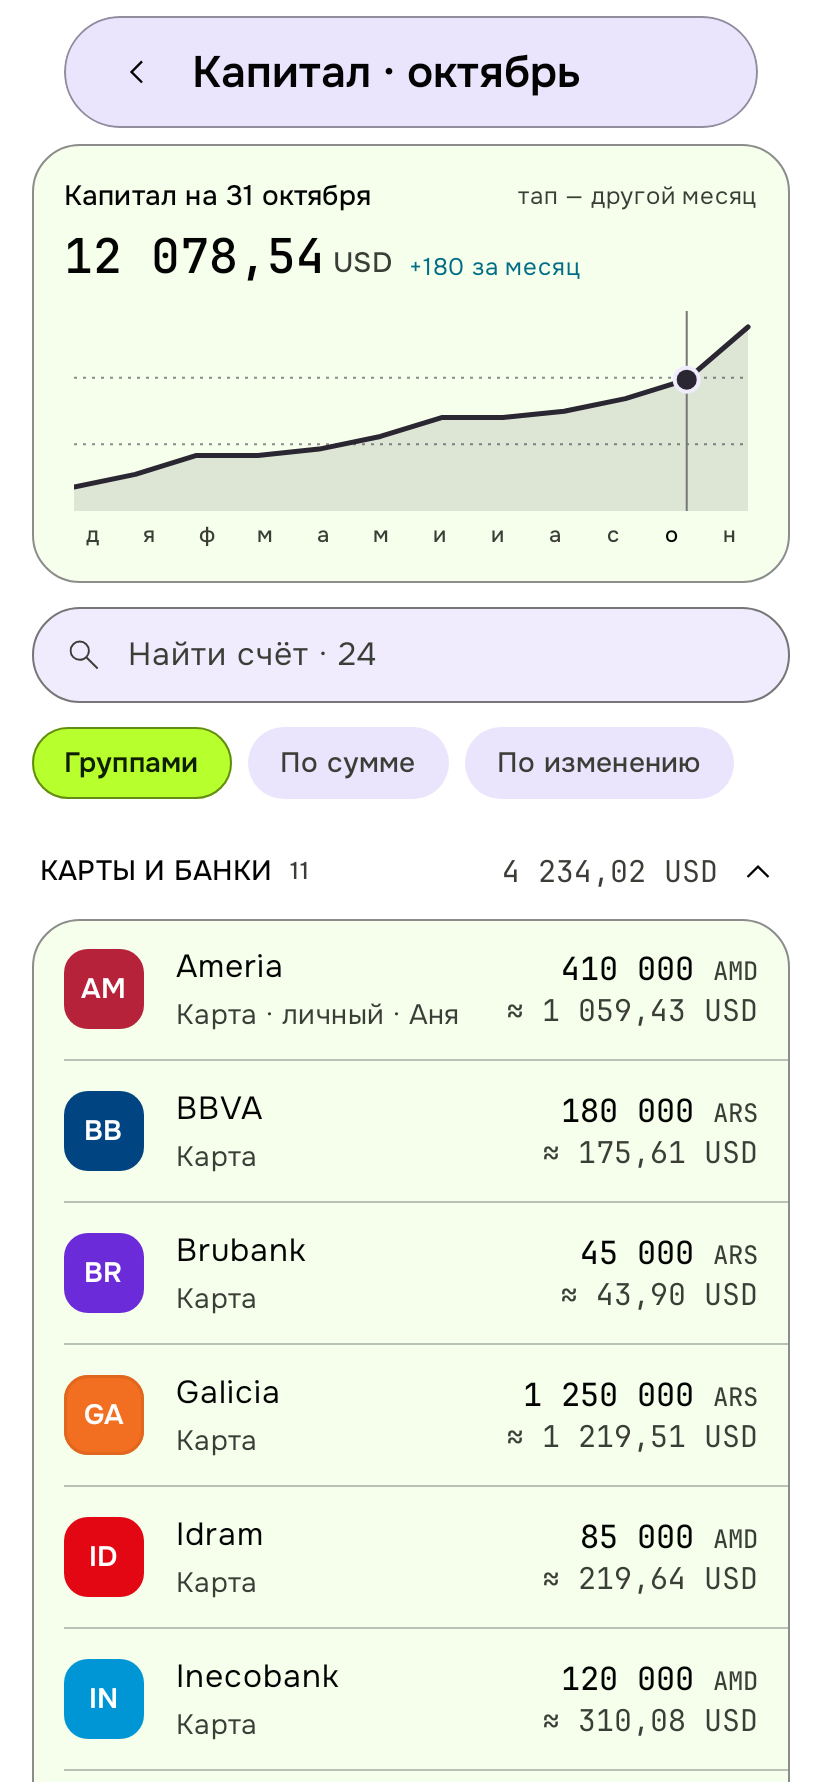 Капитал · октябрь
Капитал на 31 октября
тап — другой месяц
12 078,54 USD +180 за месяц
д я ф м а м и и а с о н
Найти счёт · 24
Группами По сумме По изменению
КАРТЫ И БАНКИ 11 4 234,02 USD
AM Ameria 410 000 AMD
Карта · личный · Аня ≈ 1 059,43 USD
BB BBVA 180 000 ARS
Карта ≈ 175,61 USD
BR Brubank 45 000 ARS
Карта ≈ 43,90 USD
GA Galicia 1 250 000 ARS
Карта ≈ 1 219,51 USD
ID Idram 85 000 AMD
Карта ≈ 219,64 USD
IN Inecobank 120 000 AMD
Карта ≈ 310,08 USD